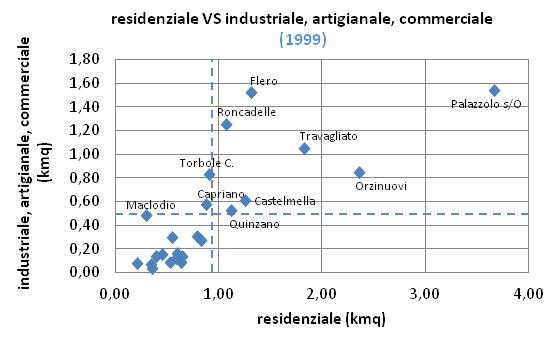 residenziale VS industriale, artigianale, commerciale
(1999)
industriale, artigianale, commerciale
(kmq)
1,80
1,60
1,40
1,20
1,00
0,80
0,60
0,40
0,20
0,00
Flero
Palazzolo s/O
Roncadelle
Travagliato
Torbole C.
Orzinuovi
Capriano
Castelmella
Maclodio
Quinzano
0,00 1,00 2,00 3,00 4,00
residenziale (kmq)